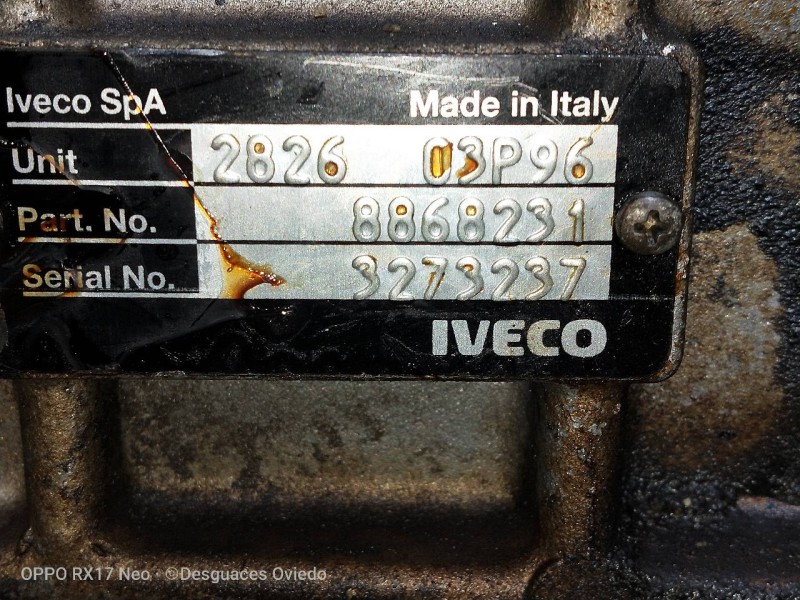 Iveco SpA Made in Italy
Unit 2826 03P96
Part. No. 8868231
Serial No. 3273237
IVECO
OPPO RX17 Neo · ©Desguaces Oviedo